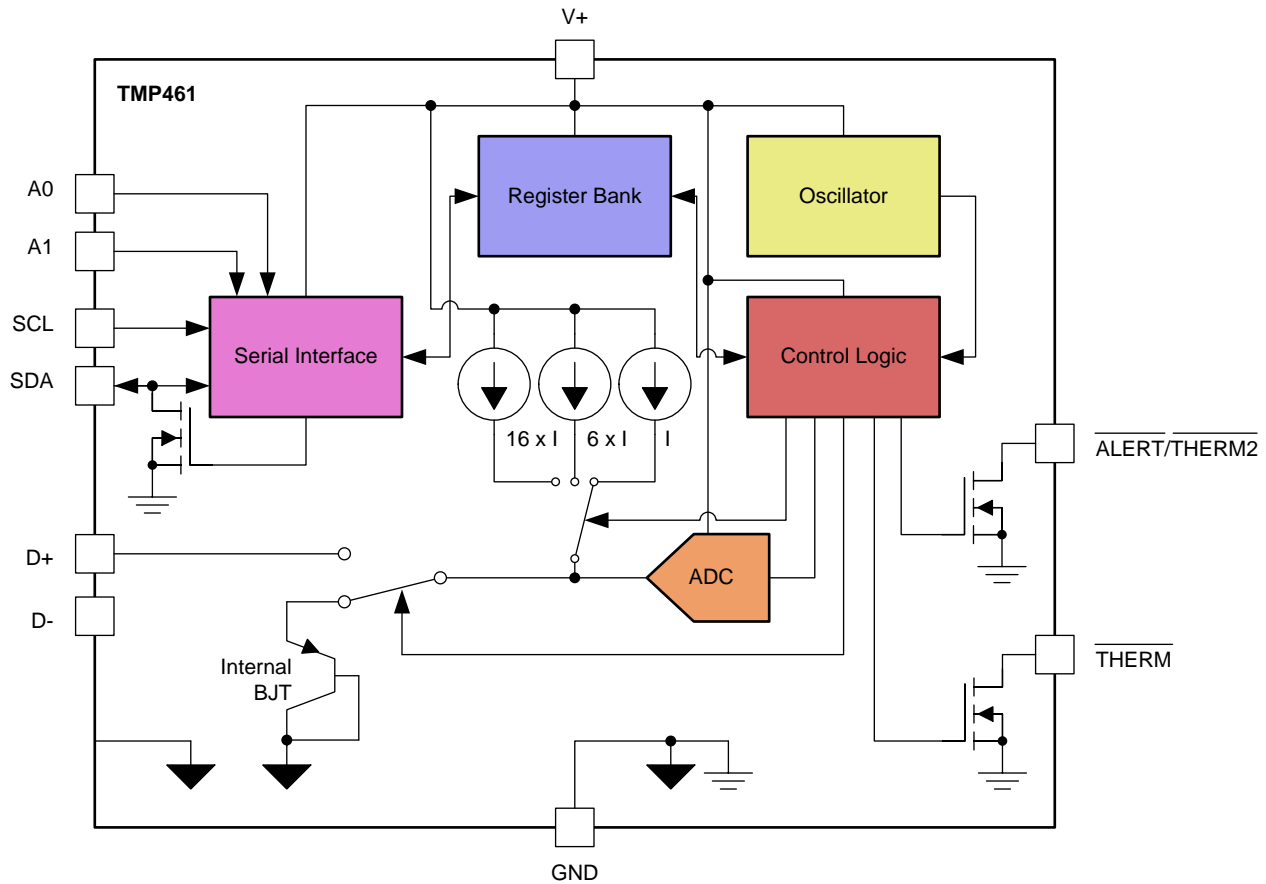 V+
TMP461
A0
A1
SCL
SDA
D+
D-
Register Bank
Oscillator
Serial Interface
Control Logic
16 x I
6 x I
I
ADC
Internal
BJT
ALERT/THERM2
THERM
GND